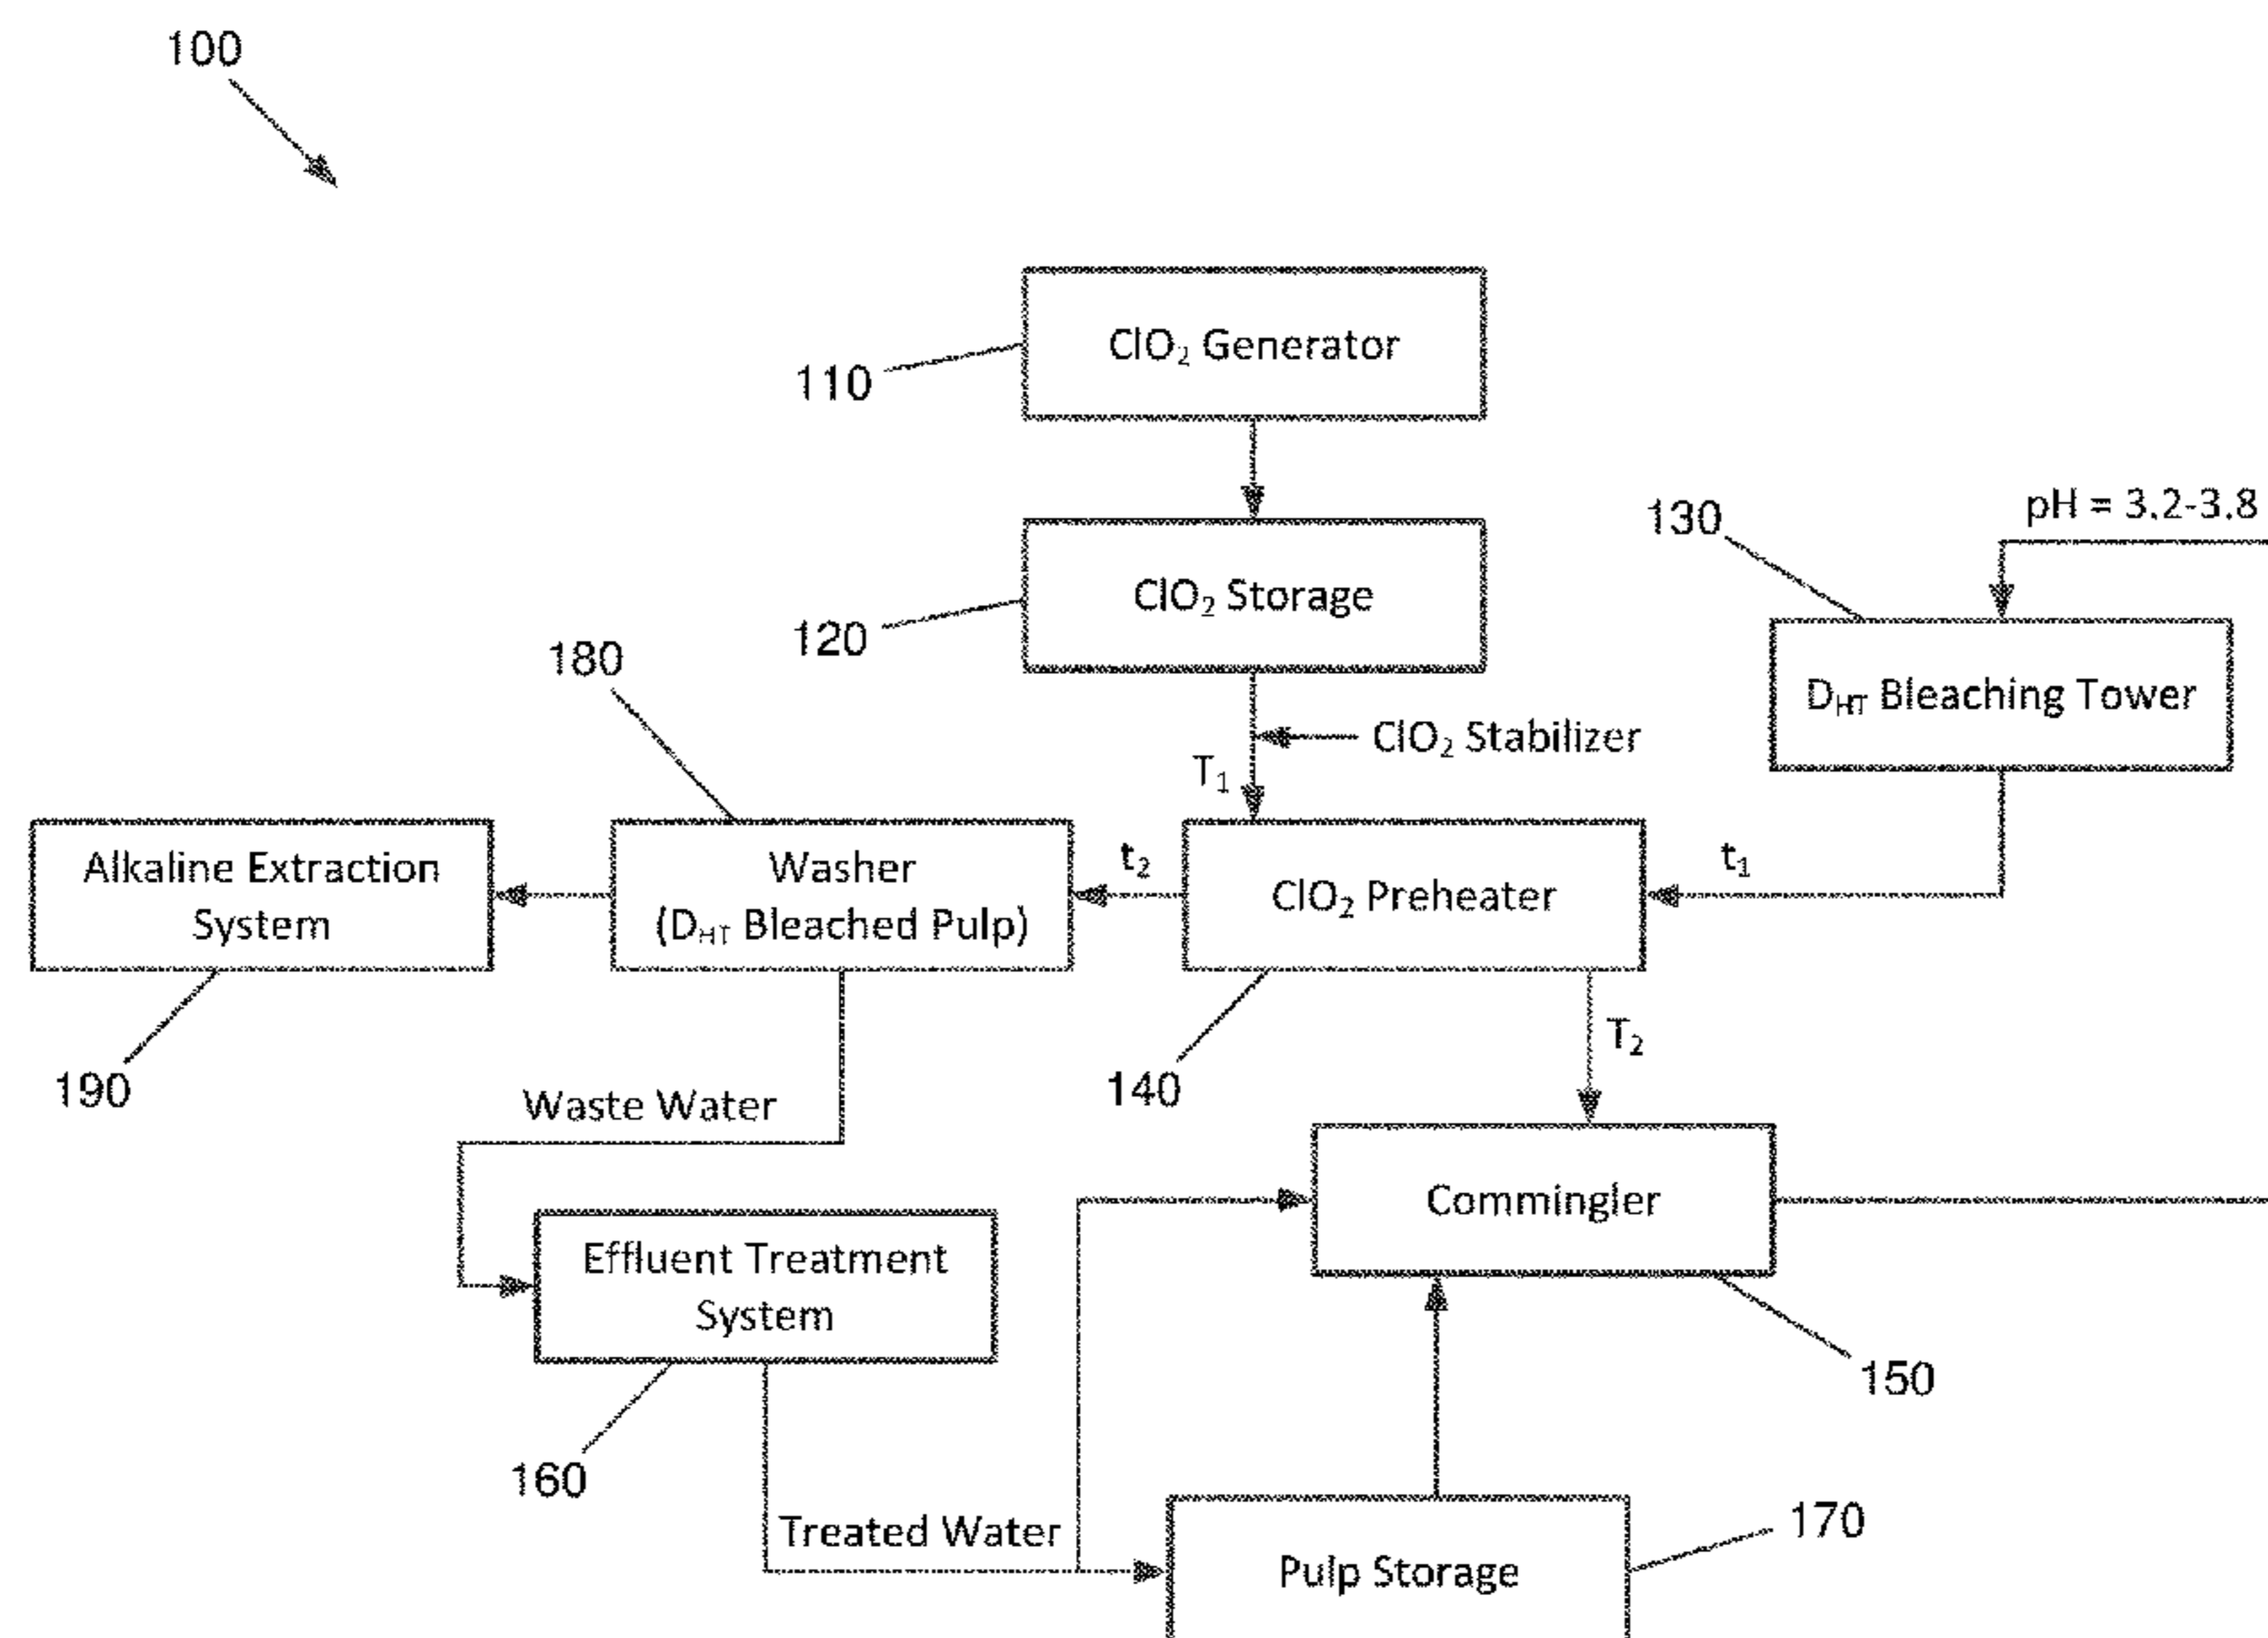 100
ClO₂ Generator
110
pH = 3.2-3.8
130
ClO₂ Storage
120
180
D_HT Bleaching Tower
ClO₂ Stabilizer
T₁
Alkaline Extraction
System
Washer
(D_HT Bleached Pulp)
t₂
ClO₂ Preheater
t₁
T₂
190
140
Waste Water
Commingler
Effluent Treatment
System
150
160
Treated Water
170
Pulp Storage